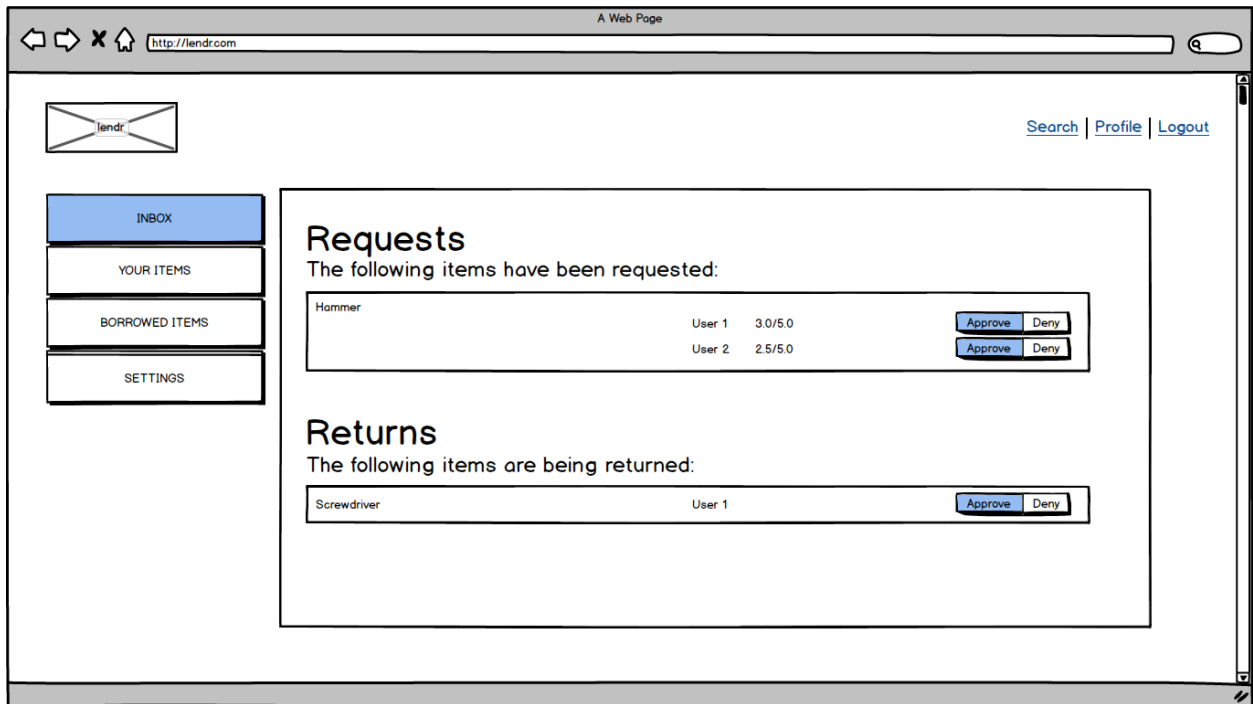 A Web Page
http://lendr.com
lendr
Search Profile Logout
INBOX
YOUR ITEMS
BORROWED ITEMS
SETTINGS
Requests
The following items have been requested:
Hammer
User 1 3.0/5.0 Approve Deny
User 2 2.5/5.0 Approve Deny
Returns
The following items are being returned:
Screwdriver User 1 Approve Deny